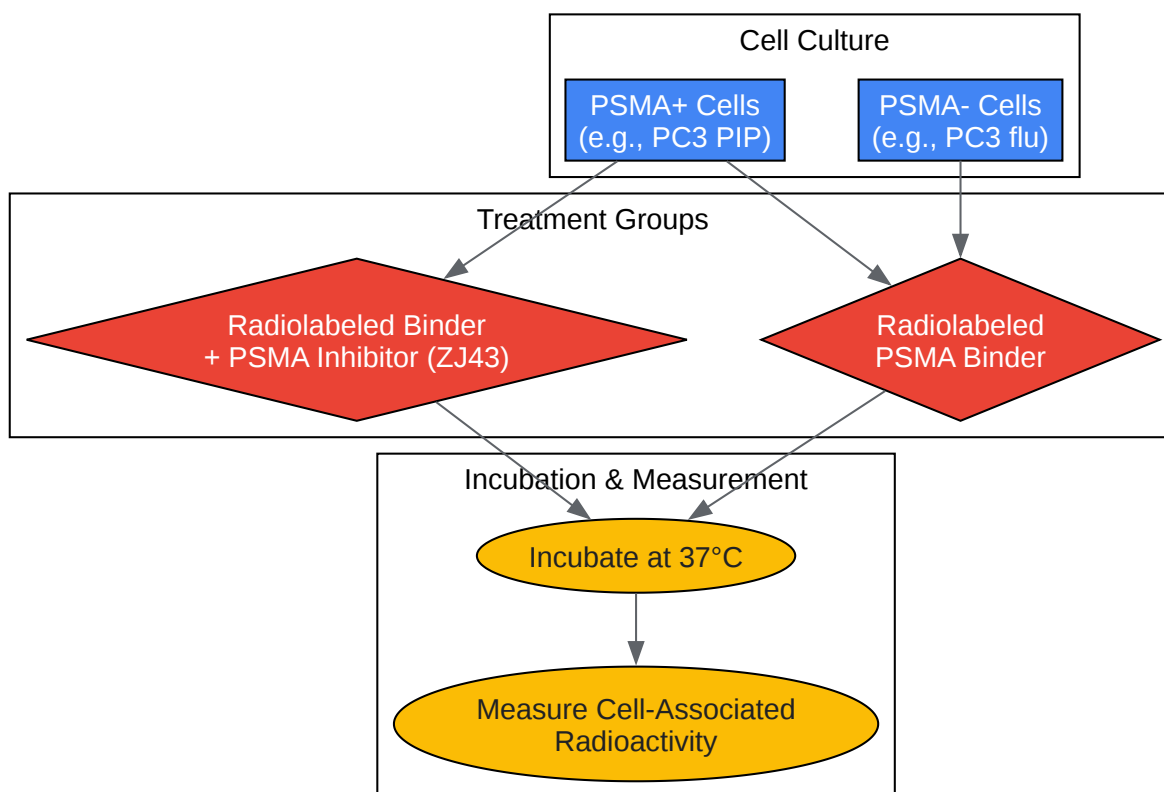 Cell Culture
PSMA+ Cells
(e.g., PC3 PIP)
PSMA- Cells
(e.g., PC3 flu)
Treatment Groups
Radiolabeled Binder
+ PSMA Inhibitor (ZJ43)
Radiolabeled
PSMA Binder
Incubation & Measurement
Incubate at 37°C
Measure Cell-Associated
Radioactivity